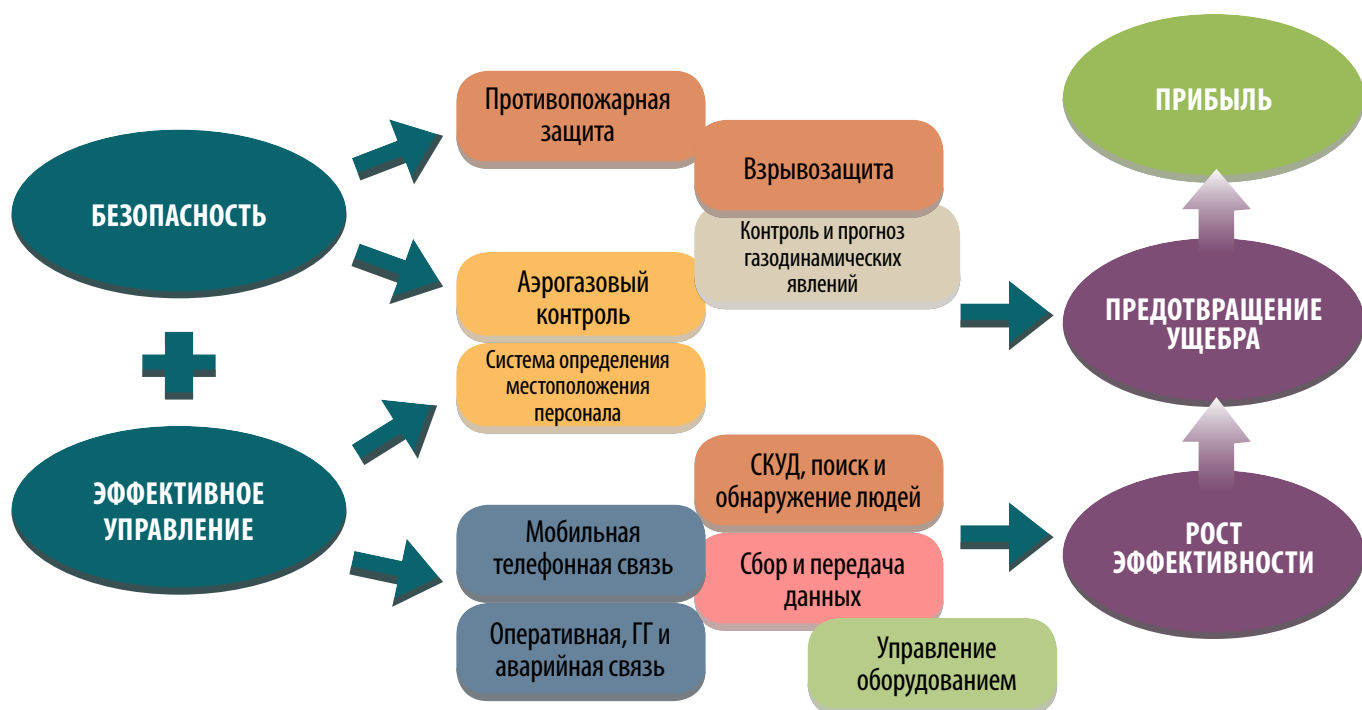 БЕЗОПАСНОСТЬ
ЭФФЕКТИВНОЕ
УПРАВЛЕНИЕ
Противопожарная
защита
Взрывозащита
Контроль и прогноз
газодинамических
явлений
Аэрогазовый
контроль
Система определения
местоположения
персонала
СКУД, поиск и
обнаружение людей
Мобильная
телефонная связь
Сбор и передача
данных
Оперативная, ГГ и
аварийная связь
Управление
оборудованием
ПРИБЫЛЬ
ПРЕДОТВРАЩЕНИЕ
УЩЕБРА
РОСТ
ЭФФЕКТИВНОСТИ